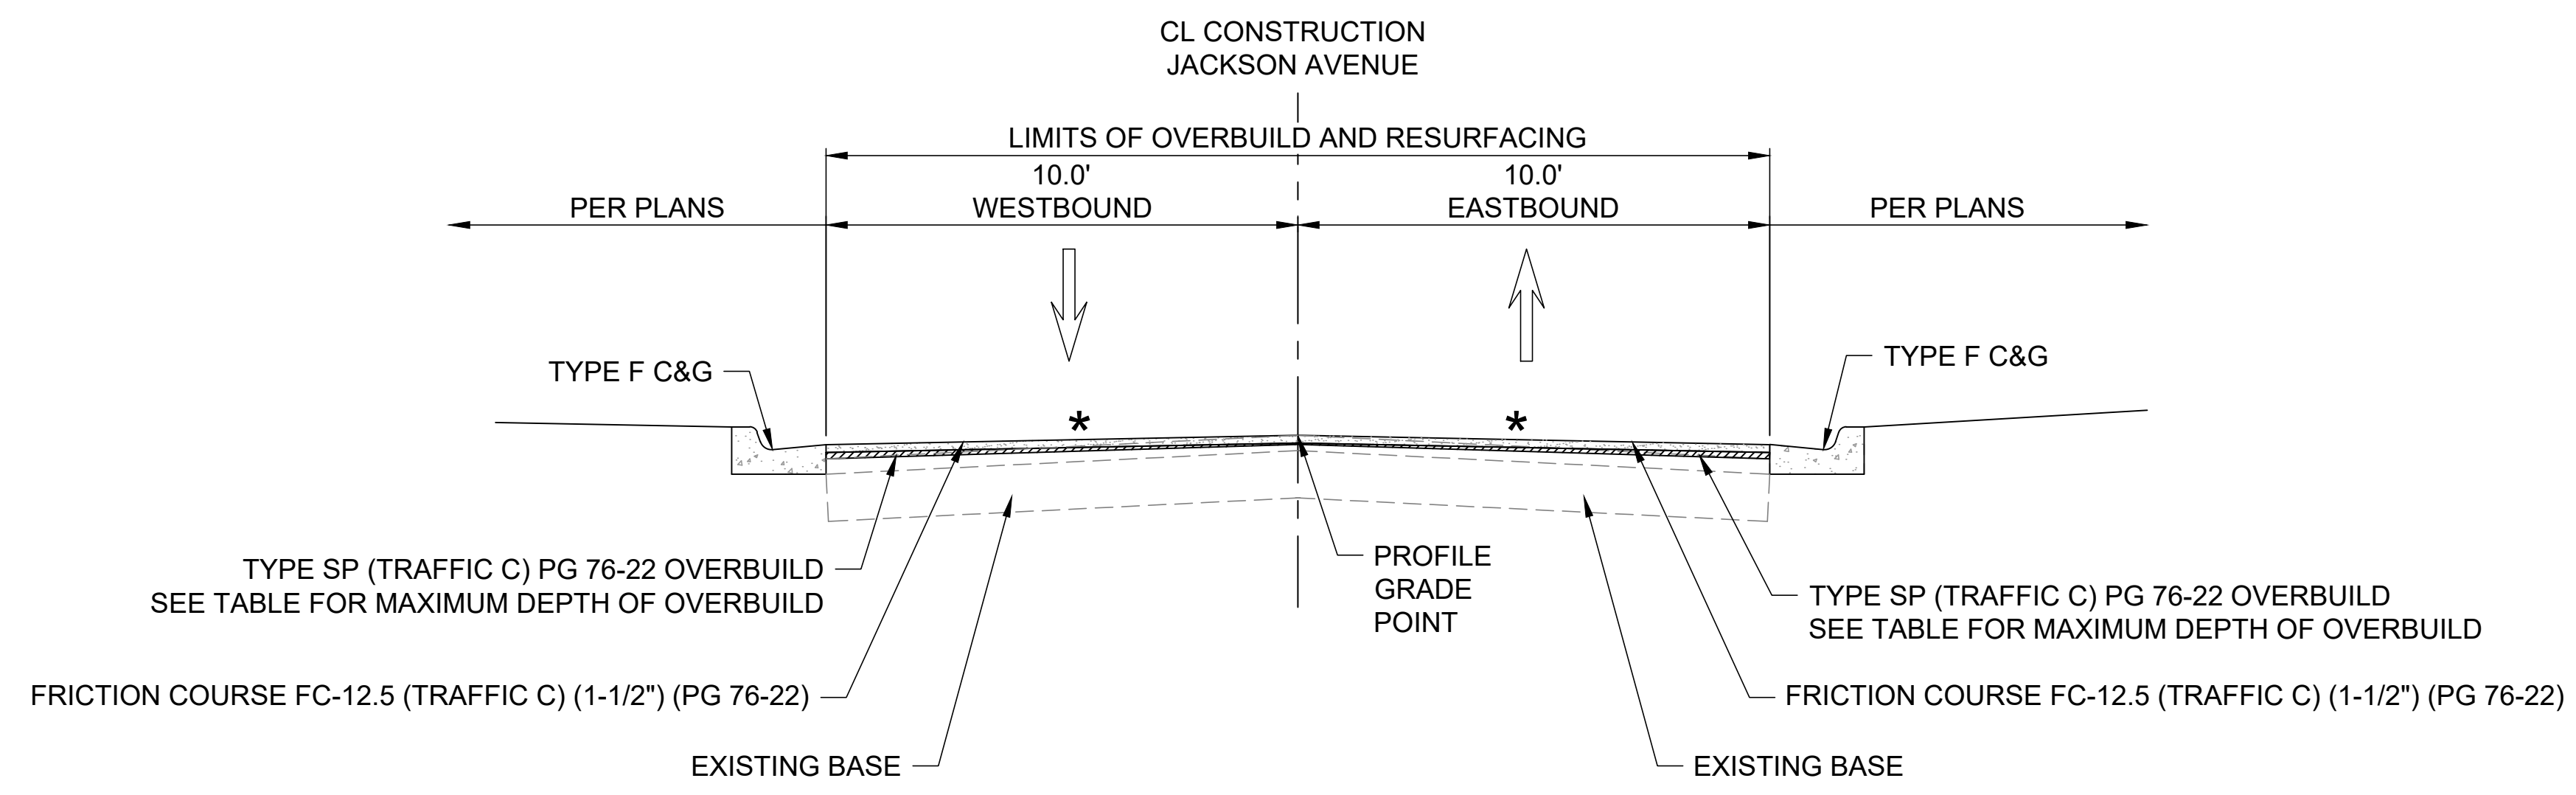 CL CONSTRUCTION
JACKSON AVENUE
LIMITS OF OVERBUILD AND RESURFACING
10.0'
10.0'
PER PLANS
WESTBOUND
EASTBOUND
PER PLANS
TYPE F C&G
TYPE F C&G
*
*
TYPE SP (TRAFFIC C) PG 76-22 OVERBUILD
SEE TABLE FOR MAXIMUM DEPTH OF OVERBUILD
PROFILE
GRADE
POINT
TYPE SP (TRAFFIC C) PG 76-22 OVERBUILD
SEE TABLE FOR MAXIMUM DEPTH OF OVERBUILD
FRICTION COURSE FC-12.5 (TRAFFIC C) (1-1/2") (PG 76-22)
FRICTION COURSE FC-12.5 (TRAFFIC C) (1-1/2") (PG 76-22)
EXISTING BASE
EXISTING BASE